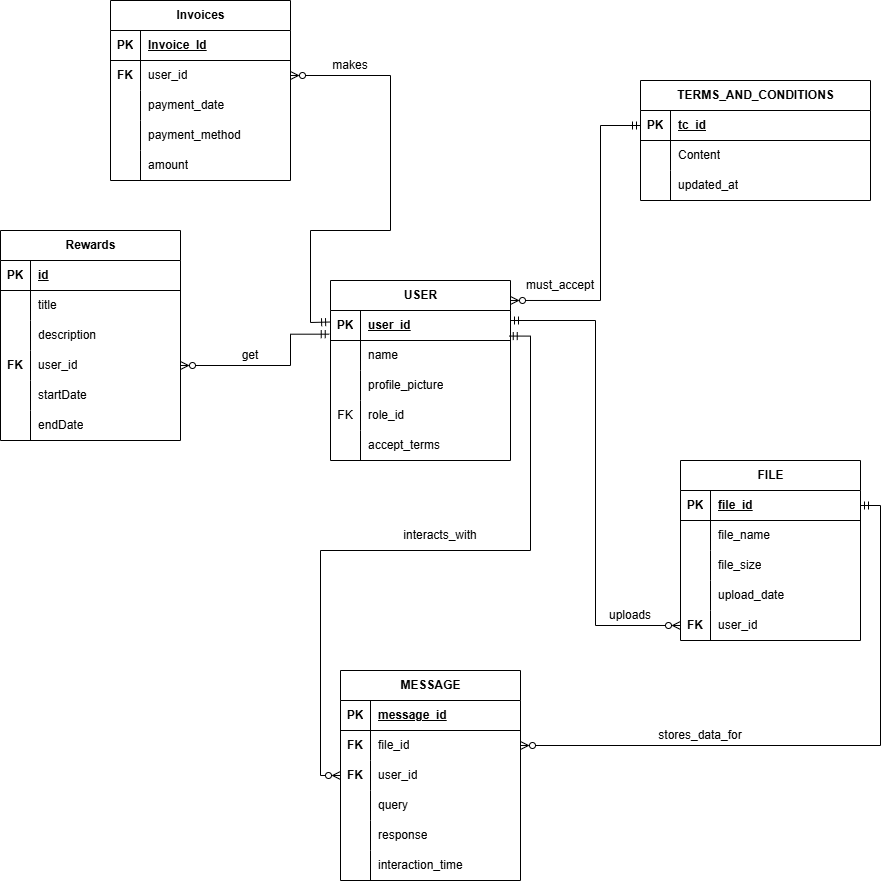 Invoices
PK Invoice_Id
FK user_id
payment_date
payment_method
amount
makes
TERMS_AND_CONDITIONS
PK tc_id
Content
updated_at
must_accept
Rewards
PK id
title
description
FK user_id
startDate
endDate
get
USER
PK user_id
name
profile_picture
FK role_id
accept_terms
interacts_with
FILE
PK file_id
file_name
file_size
upload_date
FK user_id
uploads
MESSAGE
PK message_id
FK file_id
FK user_id
query
response
interaction_time
stores_data_for